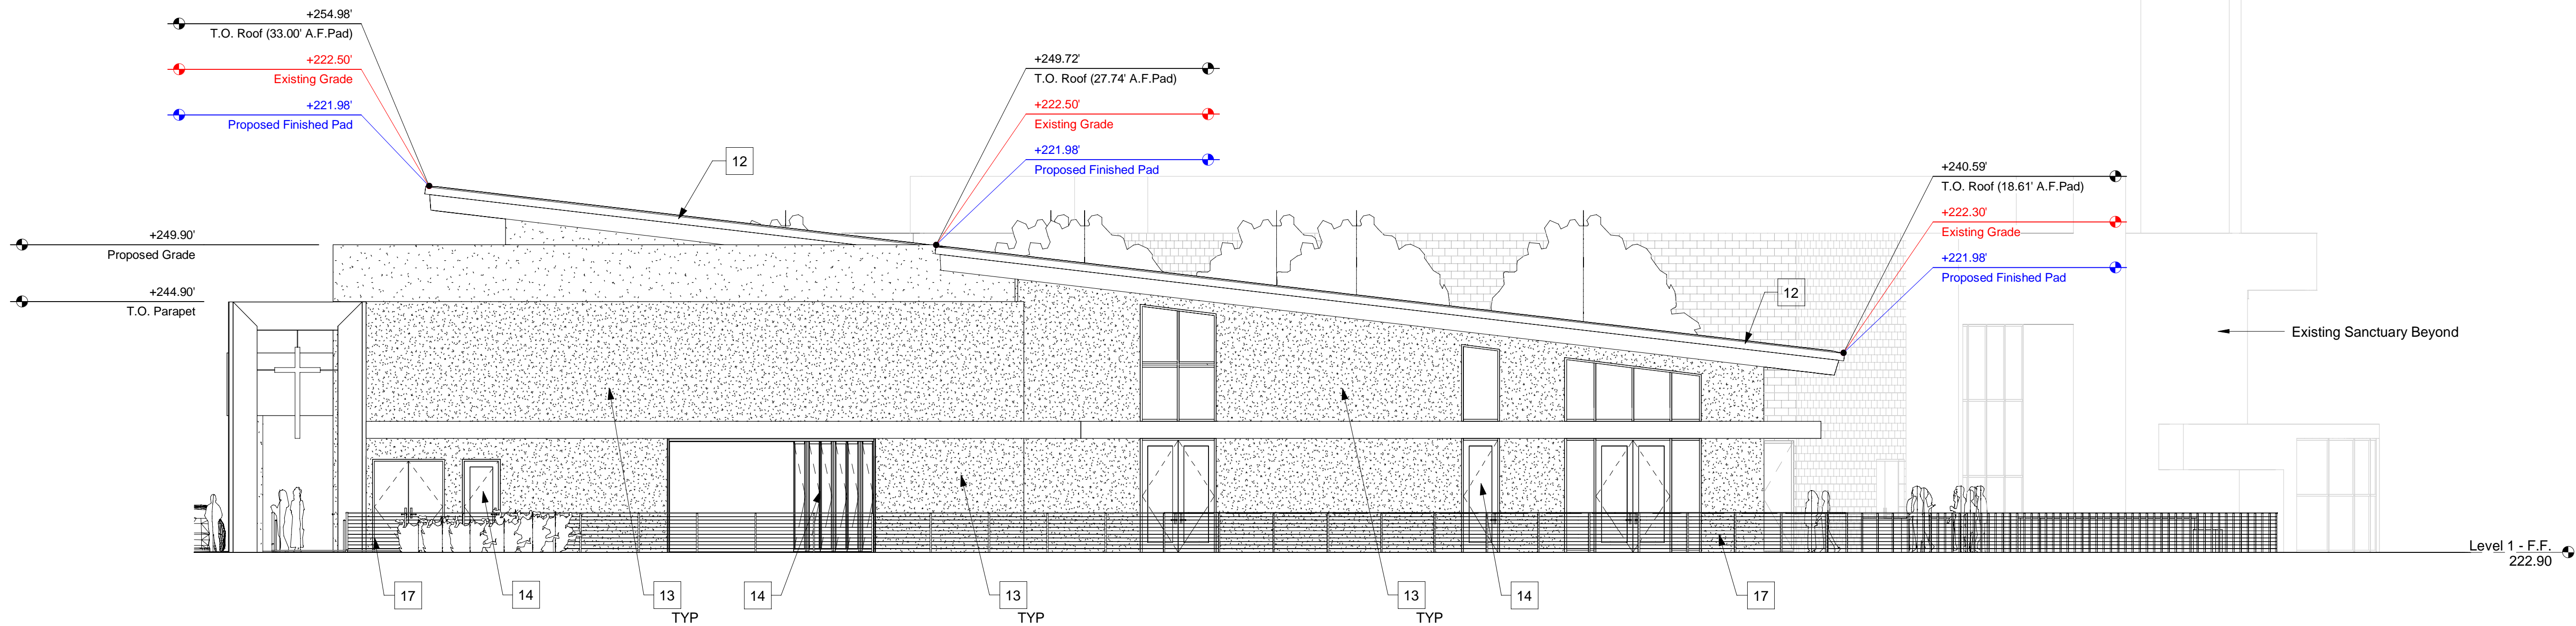 +254.98'
T.O. Roof (33.00' A.F.Pad)
+222.50'
Existing Grade
+221.98'
Proposed Finished Pad
+249.72'
T.O. Roof (27.74' A.F.Pad)
+222.50'
Existing Grade
+221.98'
Proposed Finished Pad
12
+240.59'
T.O. Roof (18.61' A.F.Pad)
+222.30'
Existing Grade
+221.98'
Proposed Finished Pad
+249.90'
Proposed Grade
+244.90'
T.O. Parapet
12
Existing Sanctuary Beyond
Level 1 - F.F.
222.90
17
14
13
TYP
14
13
TYP
13
TYP
14
17